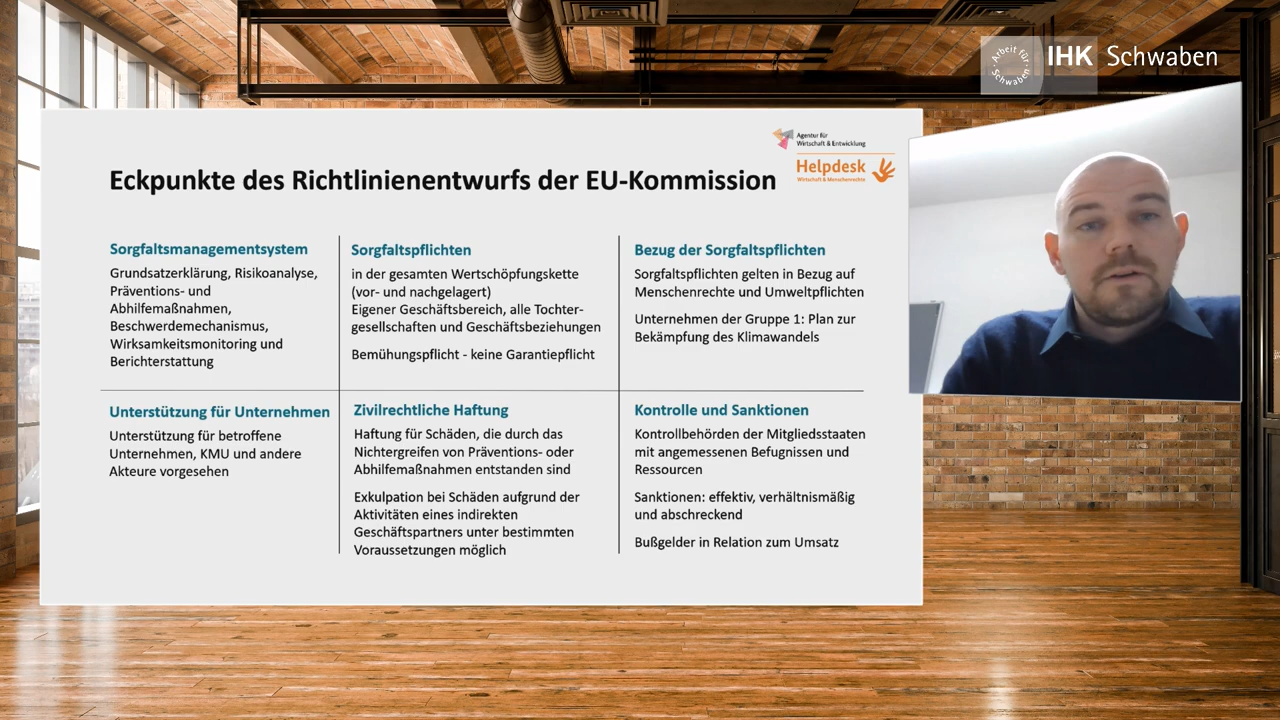 Arbeit für
Schwaben
IHK Schwaben
Agentur für
Wirtschaft & Entwicklung
Helpdesk
Wirtschaft & Menschenrechte
Eckpunkte des Richtlinienentwurfs der EU-Kommission
Sorgfaltsmanagementsystem
Grundsatzerklärung, Risikoanalyse,
Präventions- und
Abhilfemaßnahmen,
Beschwerdemechanismus,
Wirksamkeitsmonitoring und
Berichterstattung
Sorgfaltspflichten
in der gesamten Wertschöpfungskette
(vor- und nachgelagert)
Eigener Geschäftsbereich, alle Tochter-
gesellschaften und Geschäftsbeziehungen
Bemühungspflicht - keine Garantiepflicht
Bezug der Sorgfaltspflichten
Sorgfaltspflichten gelten in Bezug auf
Menschenrechte und Umweltpflichten
Unternehmen der Gruppe 1: Plan zur
Bekämpfung des Klimawandels
Unterstützung für Unternehmen
Unterstützung für betroffene
Unternehmen, KMU und andere
Akteure vorgesehen
Zivilrechtliche Haftung
Haftung für Schäden, die durch das
Nichtergreifen von Präventions- oder
Abhilfemaßnahmen entstanden sind
Exkulpation bei Schäden aufgrund der
Aktivitäten eines indirekten
Geschäftspartners unter bestimmten
Voraussetzungen möglich
Kontrolle und Sanktionen
Kontrollbehörden der Mitgliedsstaaten
mit angemessenen Befugnissen und
Ressourcen
Sanktionen: effektiv, verhältnismäßig
und abschreckend
Bußgelder in Relation zum Umsatz